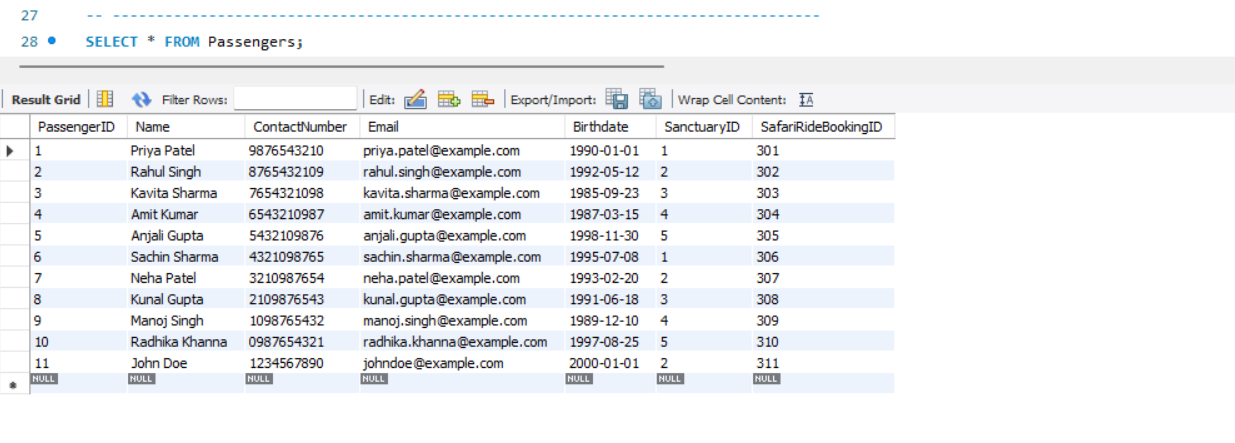 27 -- ------------------------------------------------------------------------------
28 SELECT * FROM Passengers;
Result Grid Filter Rows: Edit: Export/Import: Wrap Cell Content: IA
PassengerID Name ContactNumber Email Birthdate SanctuaryID SafariRideBookingID
1 Priya Patel 9876543210 priya.patel@example.com 1990-01-01 1 301
2 Rahul Singh 8765432109 rahul.singh@example.com 1992-05-12 2 302
3 Kavita Sharma 7654321098 kavita.sharma@example.com 1985-09-23 3 303
4 Amit Kumar 6543210987 amit.kumar@example.com 1987-03-15 4 304
5 Anjali Gupta 5432109876 anjali.gupta@example.com 1998-11-30 5 305
6 Sachin Sharma 4321098765 sachin.sharma@example.com 1995-07-08 1 306
7 Neha Patel 3210987654 neha.patel@example.com 1993-02-20 2 307
8 Kunal Gupta 2109876543 kunal.gupta@example.com 1991-06-18 3 308
9 Manoj Singh 1098765432 manoj.singh@example.com 1989-12-10 4 309
10 Radhika Khanna 0987654321 radhika.khanna@example.com 1997-08-25 5 310
11 John Doe 1234567890 johndoe@example.com 2000-01-01 2 311
NULL NULL NULL NULL NULL NULL NULL